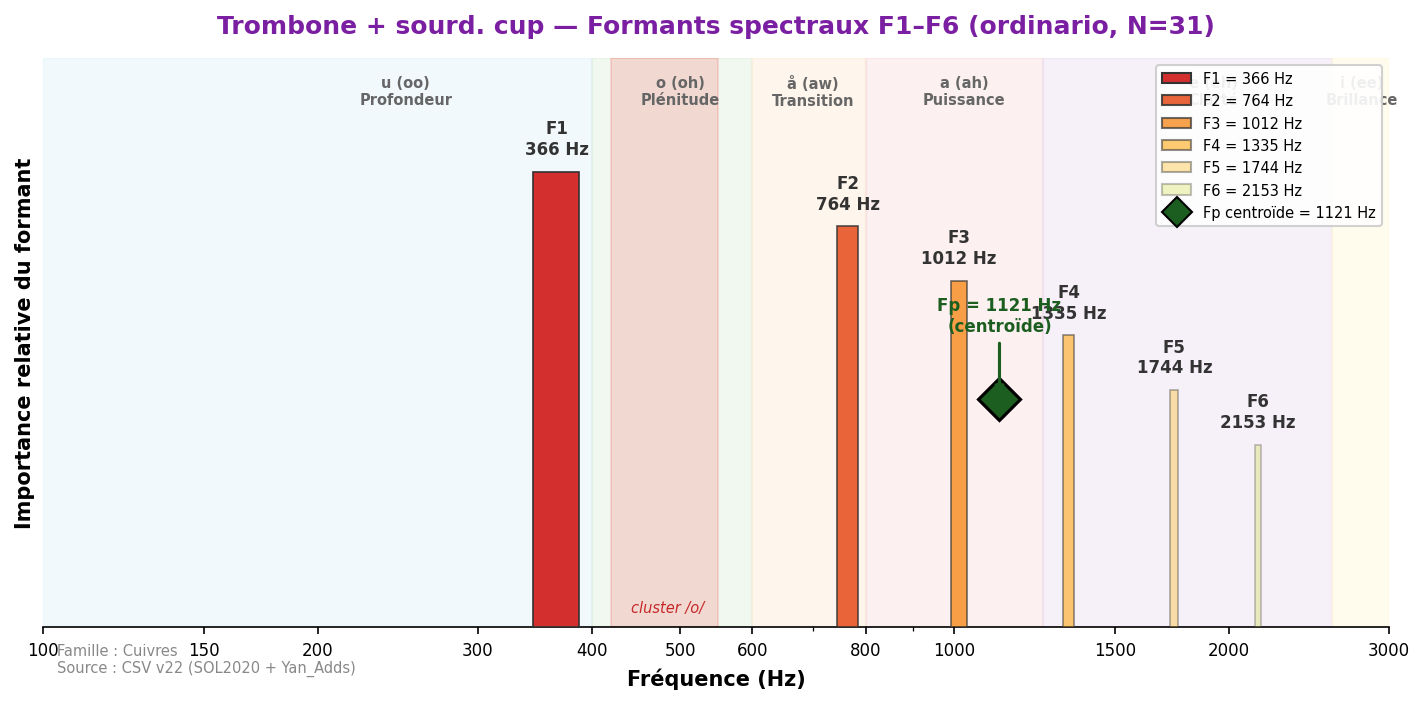 Trombone + sourd. cup — Formants spectraux F1–F6 (ordinario, N=31)
u (oo)
Profondeur
o (oh)
Plénitude
å (aw)
Transition
a (ah)
Puissance
i (ee)
Brillance
F1 = 366 Hz
F2 = 764 Hz
F3 = 1012 Hz
F4 = 1335 Hz
F5 = 1744 Hz
F6 = 2153 Hz
Fp centroïde = 1121 Hz
F1
366 Hz
F2
764 Hz
F3
1012 Hz
Fp = 1121 Hz
(centroïde)
F4
1335 Hz
F5
1744 Hz
F6
2153 Hz
cluster /o/
Importance relative du formant
100 150 200 300 400 500 600 800 1000 1500 2000 3000
Famille : Cuivres
Source : CSV v22 (SOL2020 + Yan_Adds)
Fréquence (Hz)